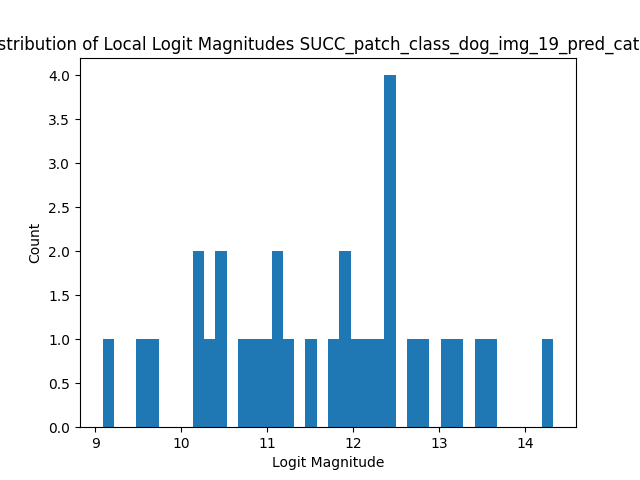 stribution of Local Logit Magnitudes SUCC_patch_class_dog_img_19_pred_cat
4.0
3.5
3.0
2.5
2.0
1.5
1.0
0.5
0.0
Count
9 10 11 12 13 14
Logit Magnitude